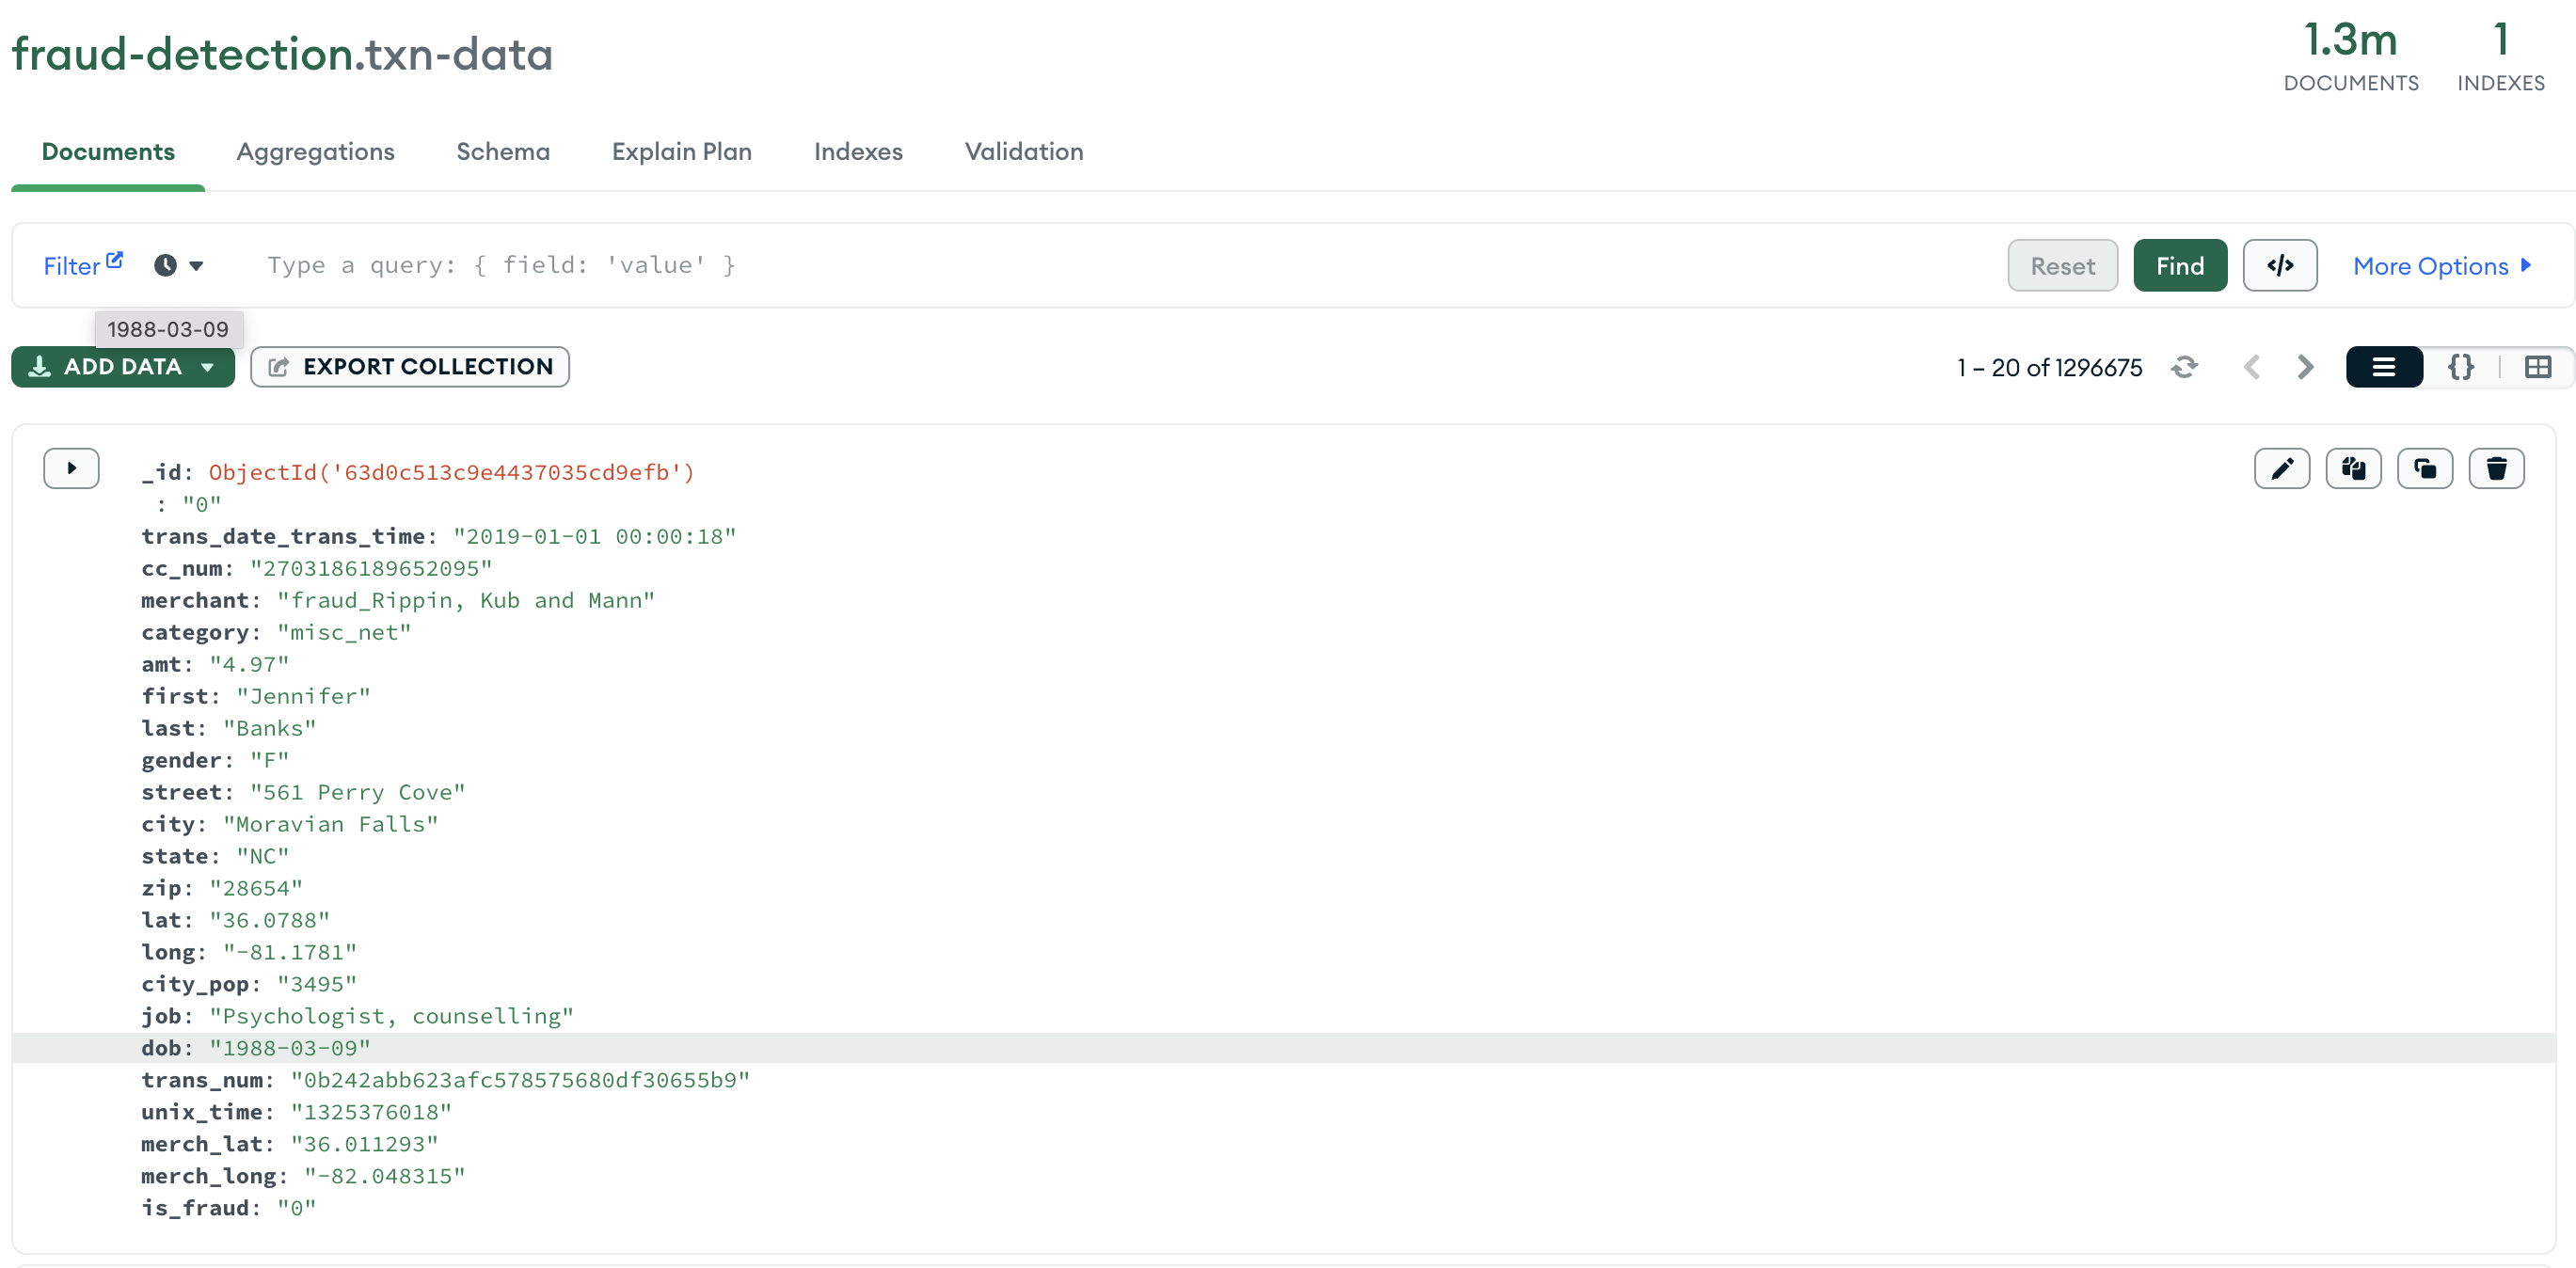 fraud-detection.txn-data
1.3m
DOCUMENTS
1
INDEXES
Documents Aggregations Schema Explain Plan Indexes Validation
Filter Type a query: { field: 'value' } Reset Find </> More Options
1988-03-09
ADD DATA EXPORT COLLECTION 1 – 20 of 1296675 {}
_id: ObjectId('63d0c513c9e4437035cd9efb')
: "0"
trans_date_trans_time: "2019-01-01 00:00:18"
cc_num: "2703186189652095"
merchant: "fraud_Rippin, Kub and Mann"
category: "misc_net"
amt: "4.97"
first: "Jennifer"
last: "Banks"
gender: "F"
street: "561 Perry Cove"
city: "Moravian Falls"
state: "NC"
zip: "28654"
lat: "36.0788"
long: "-81.1781"
city_pop: "3495"
job: "Psychologist, counselling"
dob: "1988-03-09"
trans_num: "0b242abb623afc578575680df30655b9"
unix_time: "1325376018"
merch_lat: "36.011293"
merch_long: "-82.048315"
is_fraud: "0"